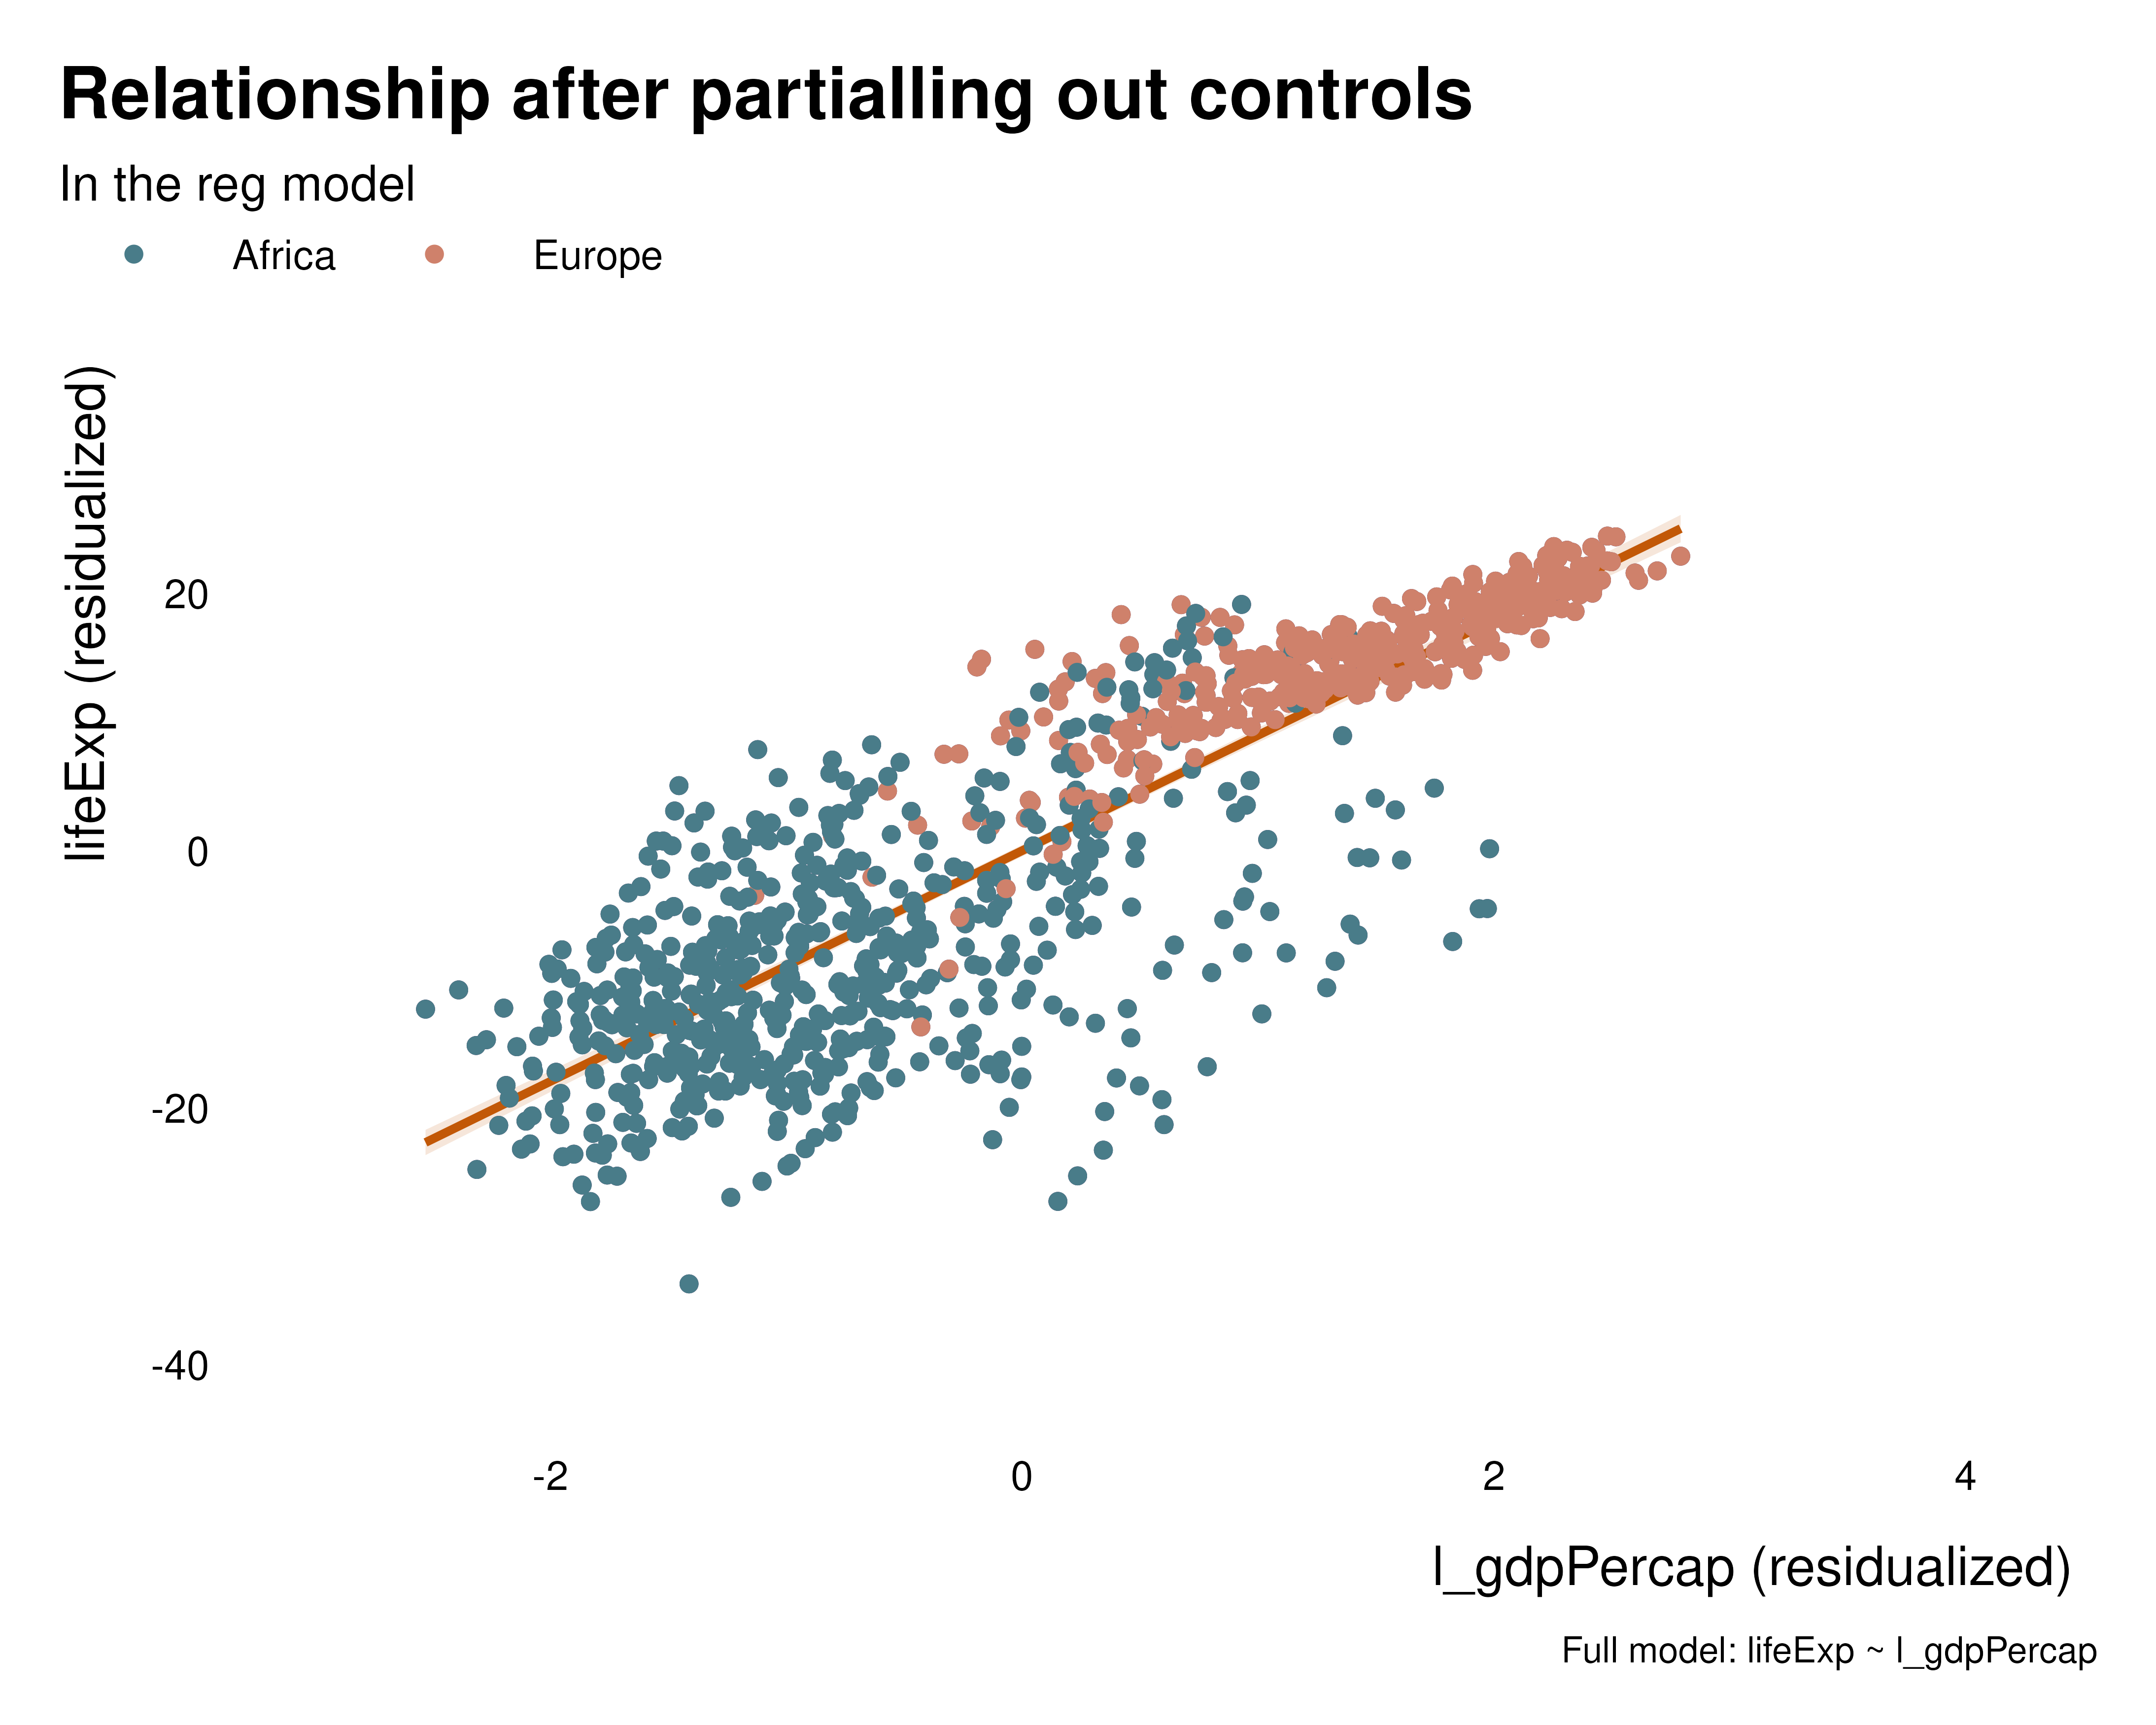 Relationship after partialling out controls
In the reg model
Africa Europe
lifeExp (residualized)
20
0
-20
-40
-2 0 2 4
l_gdpPercap (residualized)
Full model: lifeExp ~ l_gdpPercap